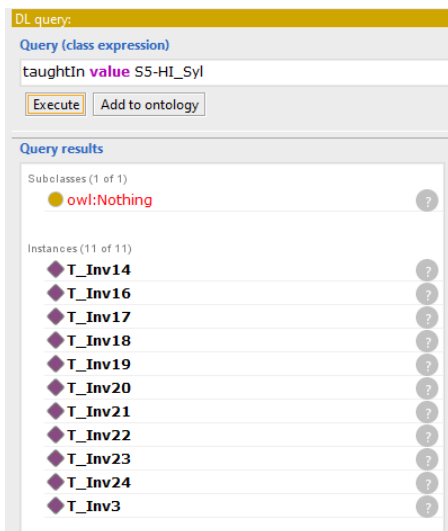 DL query:
Query (class expression)
taughtIn value S5-HI_Syl
Execute Add to ontology
Query results
Subclasses (1 of 1)
owl:Nothing ?
Instances (11 of 11)
T_Inv14 ?
T_Inv16 ?
T_Inv17 ?
T_Inv18 ?
T_Inv19 ?
T_Inv20 ?
T_Inv21 ?
T_Inv22 ?
T_Inv23 ?
T_Inv24 ?
T_Inv3 ?